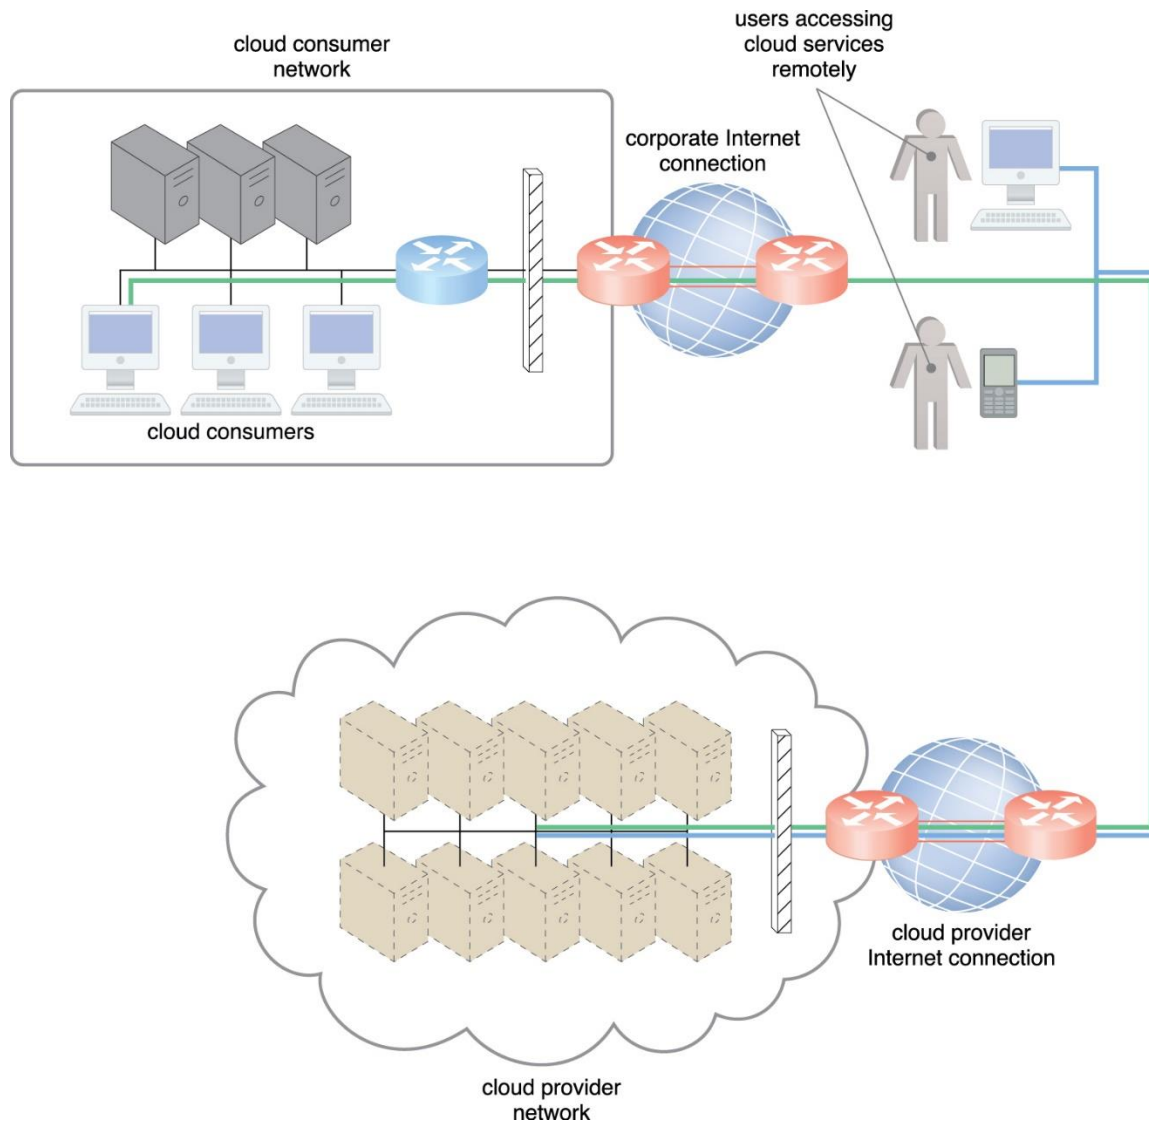 cloud consumer
network
users accessing
cloud services
remotely
corporate Internet
connection
cloud consumers
cloud provider
Internet connection
cloud provider
network